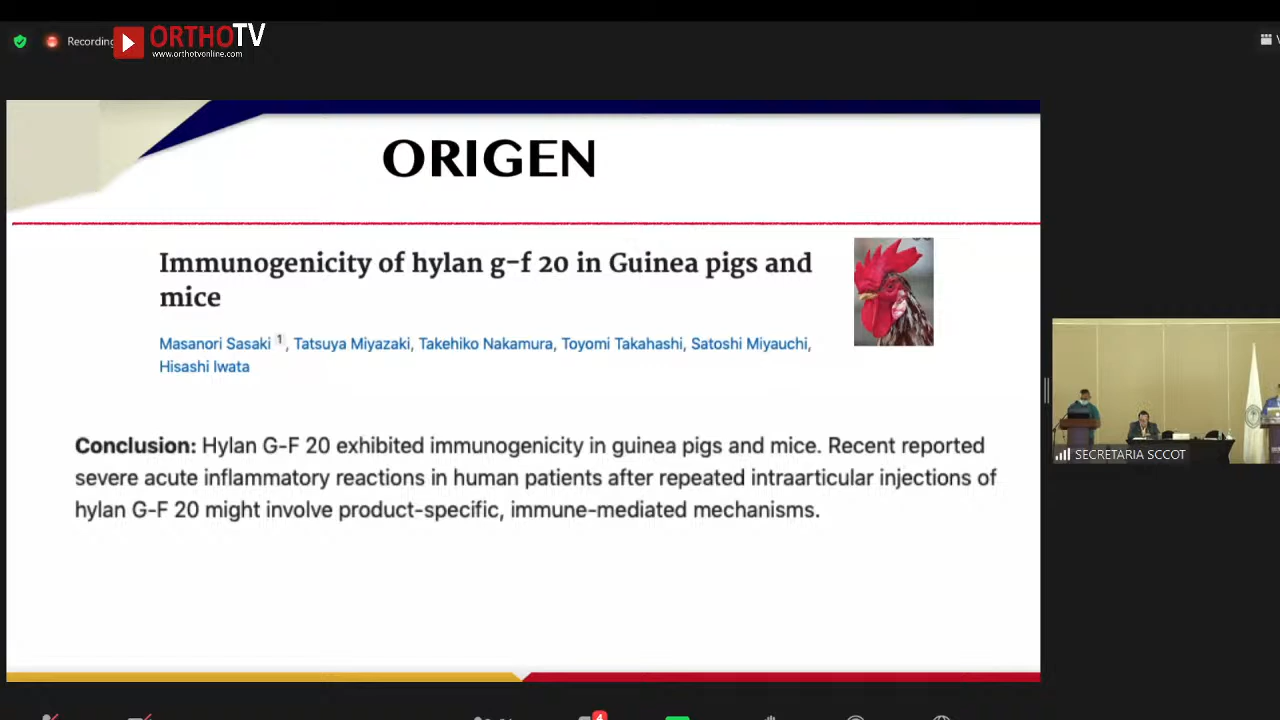 Recording
ORTHOTV
www.orthotvonline.com
ORIGEN
Immunogenicity of hylan g-f 20 in Guinea pigs and
mice
Masanori Sasaki 1 , Tatsuya Miyazaki, Takehiko Nakamura, Toyomi Takahashi, Satoshi Miyauchi,
Hisashi Iwata
Conclusion: Hylan G-F 20 exhibited immunogenicity in guinea pigs and mice. Recent reported
severe acute inflammatory reactions in human patients after repeated intraarticular injections of
hylan G-F 20 might involve product-specific, immune-mediated mechanisms.
SECRETARIA SCCOT
4